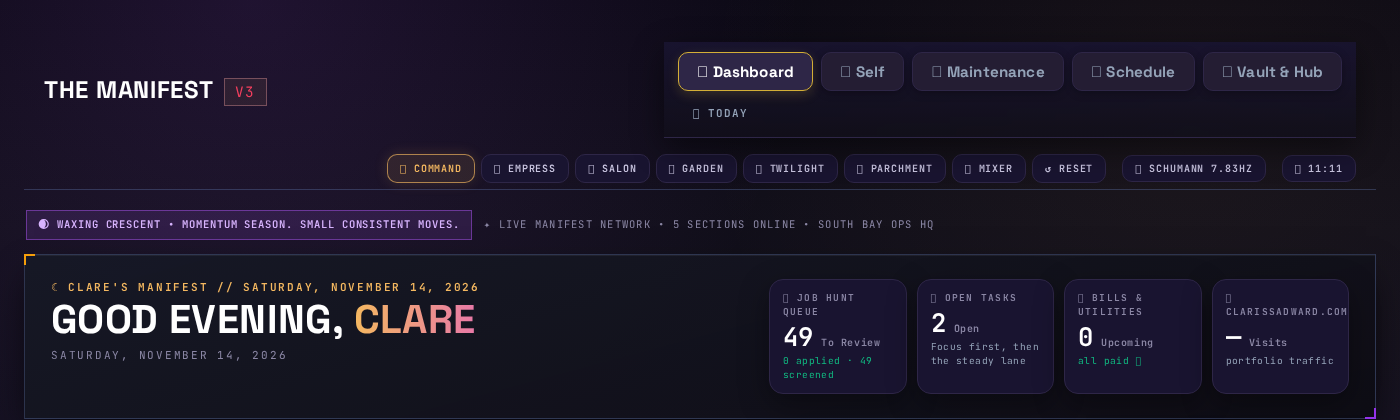 THE MANIFEST V3
Dashboard Self Maintenance Schedule Vault & Hub
TODAY
COMMAND EMPRESS SALON GARDEN TWILIGHT PARCHMENT MIXER ↺ RESET SCHUMANN 7.83HZ 11:11
WAXING CRESCENT • MOMENTUM SEASON. SMALL CONSISTENT MOVES. ✦ LIVE MANIFEST NETWORK • 5 SECTIONS ONLINE • SOUTH BAY OPS HQ
☾ CLARE'S MANIFEST // SATURDAY, NOVEMBER 14, 2026
GOOD EVENING, CLARE
SATURDAY, NOVEMBER 14, 2026
JOB HUNT
QUEUE
49 To Review
0 applied · 49
screened
OPEN TASKS
2 Open
Focus first, then
the steady lane
BILLS &
UTILITIES
0 Upcoming
all paid
CLARISSADWARD.COM
— Visits
portfolio traffic